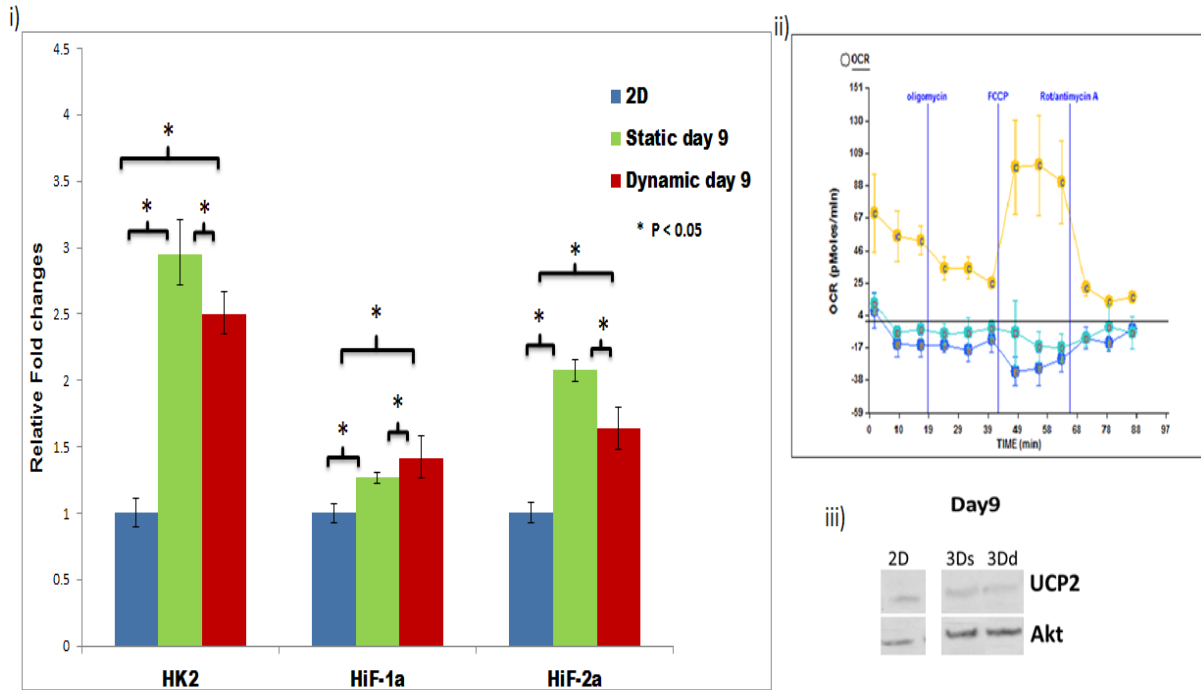 i)
4.5
4
3.5
3
2.5
2
1.5
1
0.5
0
Relative Fold changes
2D
Static day 9
Dynamic day 9
* P < 0.05
*
*
*
*
*
*
*
*
*
HK2
HiF-1a
HiF-2a
ii)
OCR
oligomycin
FCCP
Rot/antimycin A
151
130
109
88
67
46
25
4
-17
-38
-59
OCR (pMoles/min)
0
10
19
29
39
49
58
68
78
88
97
TIME (min)
iii)
Day9
2D
3Ds
3Dd
UCP2
Akt